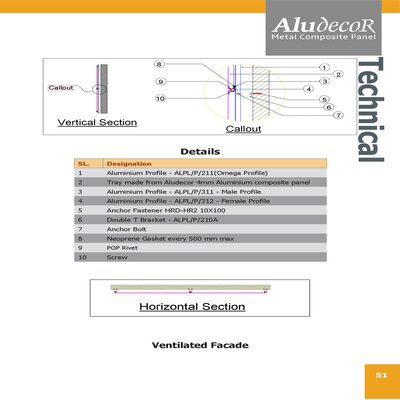 AludecoR
Metal Composite Panel
Technical
Callout
Vertical Section
8
9
10
1
2
3
4
5
6
7
Callout
Details
SL. Designation
1 Aluminium Profile - ALPL/P/211(Omega Profile)
2 Tray made from Aludecor 4mm Aluminium composite panel
3 Aluminium Profile - ALPL/P/311 - Male Profile
4 Aluminium Profile - ALPL/P/312 - Female Profile
5 Anchor Fastener HRD-HR2 10X100
6 Double T Bracket - ALPL/P/210A
7 Anchor Bolt
8 Neoprene Gasket every 500 mm max
9 POP Rivet
10 Screw
Horizontal Section
Ventilated Facade
51